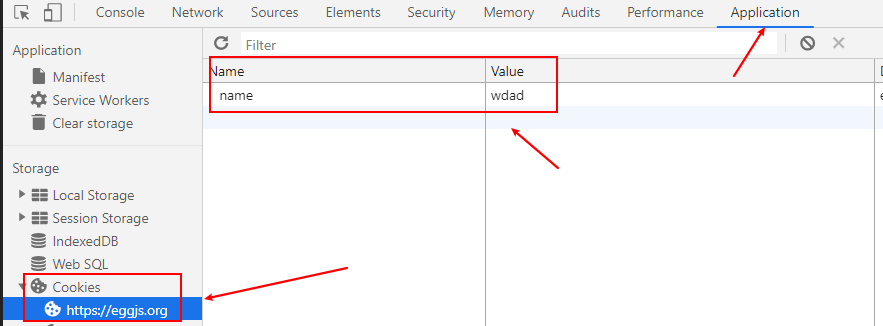 Console Sources Network Elements Security Memory Audits Performance Application
Application
Manifest
Service Workers
Clear storage
Storage
Local Storage
Session Storage
IndexedDB
Web SQL
Cookies
https://eggjs.org
Filter
Name Value
name wdad